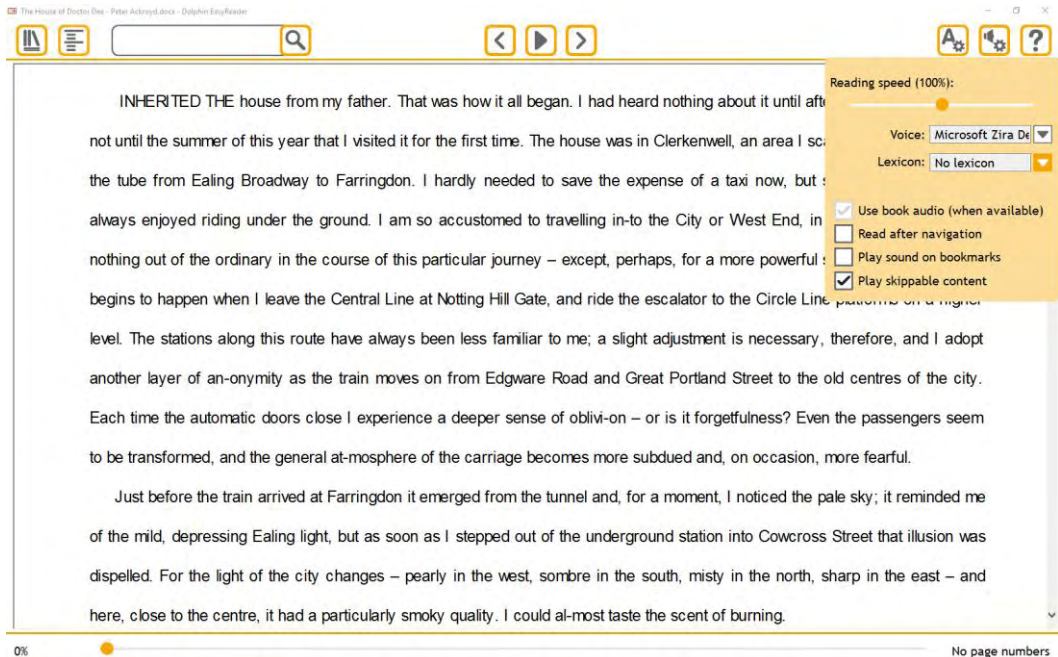 The House of Doctor Dee - Peter Ackroyd.docx - Dolphin EasyReader
Reading speed (100%):
Voice: Microsoft Zira De
Lexicon: No lexicon
Use book audio (when available)
Read after navigation
Play sound on bookmarks
Play skippable content
INHERITED THE house from my father. That was how it all began. I had heard nothing about it until afte
not until the summer of this year that I visited it for the first time. The house was in Clerkenwell, an area I sca
the tube from Ealing Broadway to Farringdon. I hardly needed to save the expense of a taxi now, but s
always enjoyed riding under the ground. I am so accustomed to travelling in-to the City or West End, in
nothing out of the ordinary in the course of this particular journey – except, perhaps, for a more powerful s
begins to happen when I leave the Central Line at Notting Hill Gate, and ride the escalator to the Circle Line platforms on a higher
level. The stations along this route have always been less familiar to me; a slight adjustment is necessary, therefore, and I adopt
another layer of an-onymity as the train moves on from Edgware Road and Great Portland Street to the old centres of the city.
Each time the automatic doors close I experience a deeper sense of oblivi-on – or is it forgetfulness? Even the passengers seem
to be transformed, and the general at-mosphere of the carriage becomes more subdued and, on occasion, more fearful.
Just before the train arrived at Farringdon it emerged from the tunnel and, for a moment, I noticed the pale sky; it reminded me
of the mild, depressing Ealing light, but as soon as I stepped out of the underground station into Cowcross Street that illusion was
dispelled. For the light of the city changes – pearly in the west, sombre in the south, misty in the north, sharp in the east – and
here, close to the centre, it had a particularly smoky quality. I could al-most taste the scent of burning.
0%
No page numbers